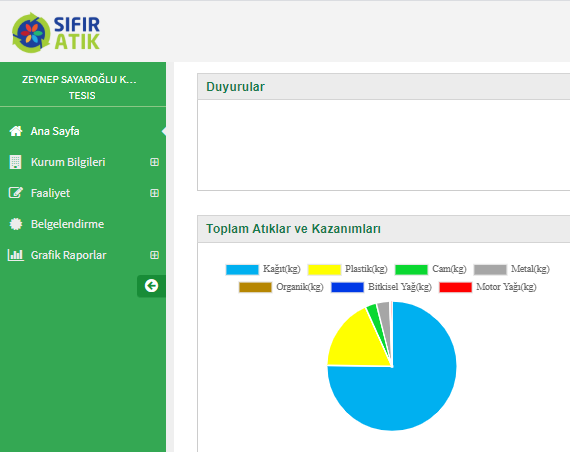 SIFIR
ATIK
ZEYNEP SAYAROĞLU K...
TESIS
Ana Sayfa
Kurum Bilgileri
Faaliyet
Belgelendirme
Grafik Raporlar
Duyurular
Toplam Atıklar ve Kazanımları
Kağıt(kg) Plastik(kg) Cam(kg) Metal(kg)
Organik(kg) Bitkisel Yağ(kg) Motor Yağı(kg)